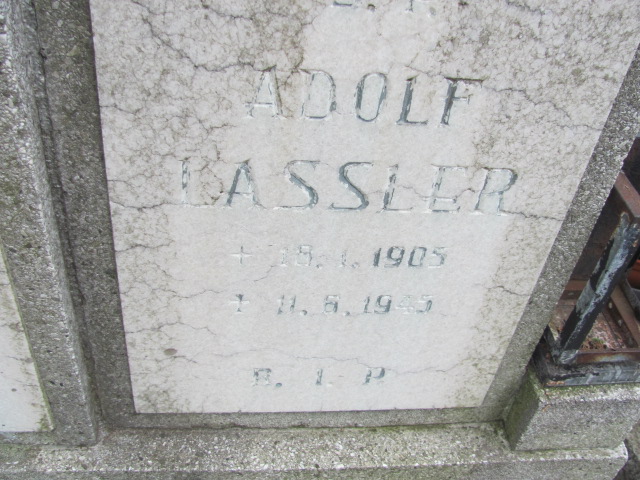 ADOLF
LASSLER
+ 18.1.1905
+ 11.8.1945
R. I. P